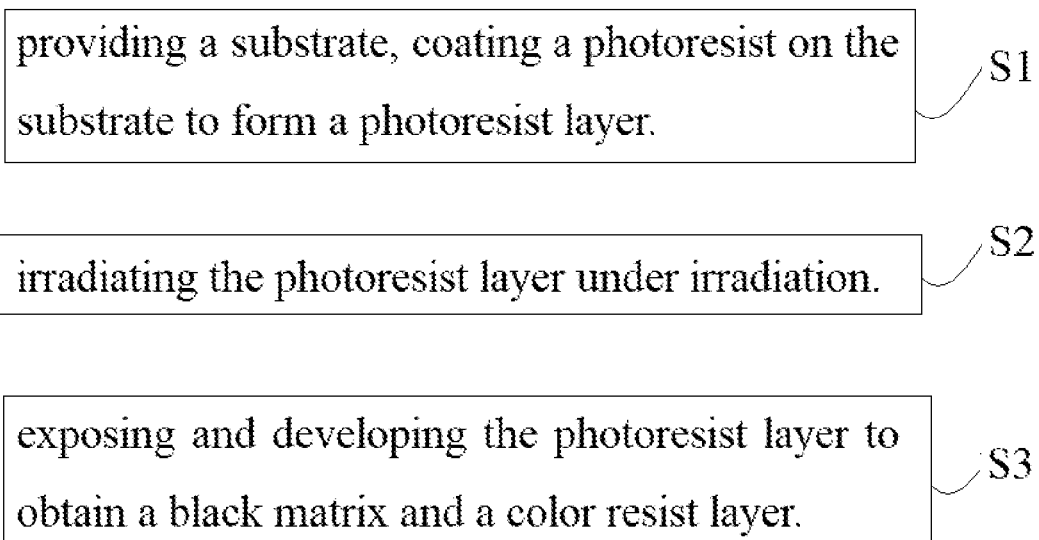 providing a substrate, coating a photoresist on the
S1
substrate to form a photoresist layer.
S2
irradiating the photoresist layer under irradiation.
exposing and developing the photoresist layer to
S3
obtain a black matrix and a color resist layer.